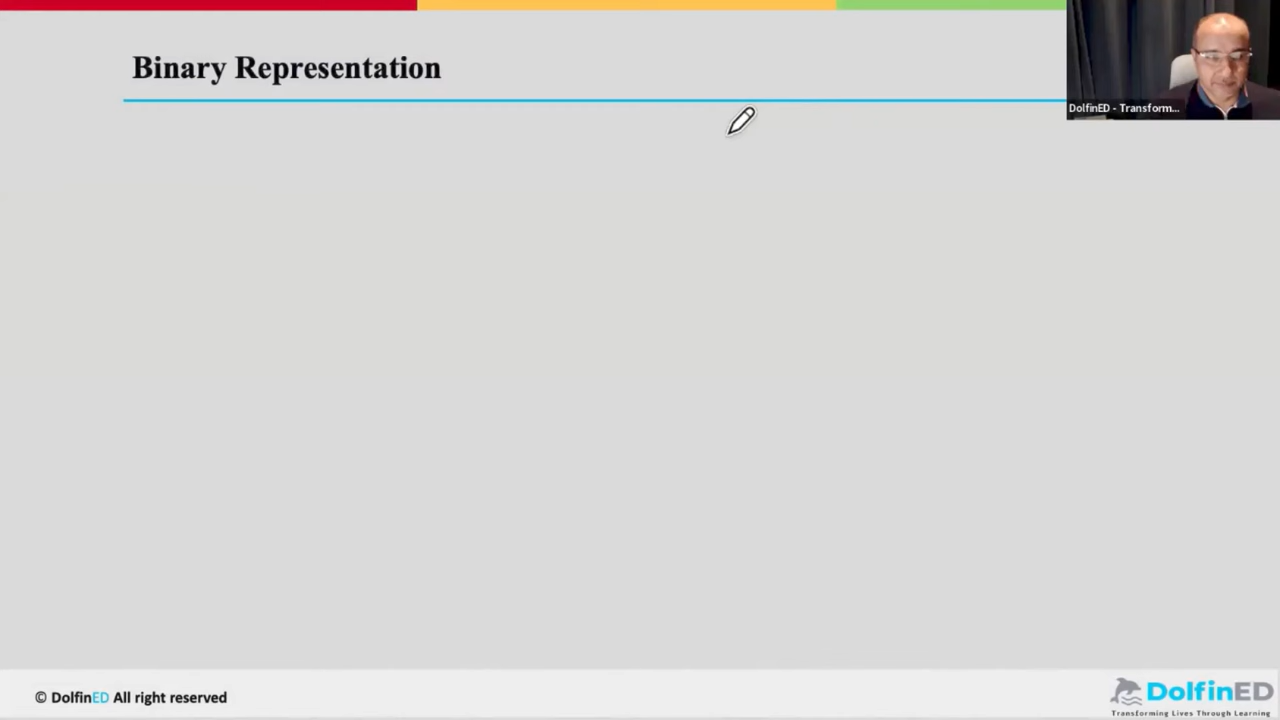 Binary Representation
DolfinED - Transform...
© DolfinED All right reserved
DolfinED
Transforming Lives Through Learning